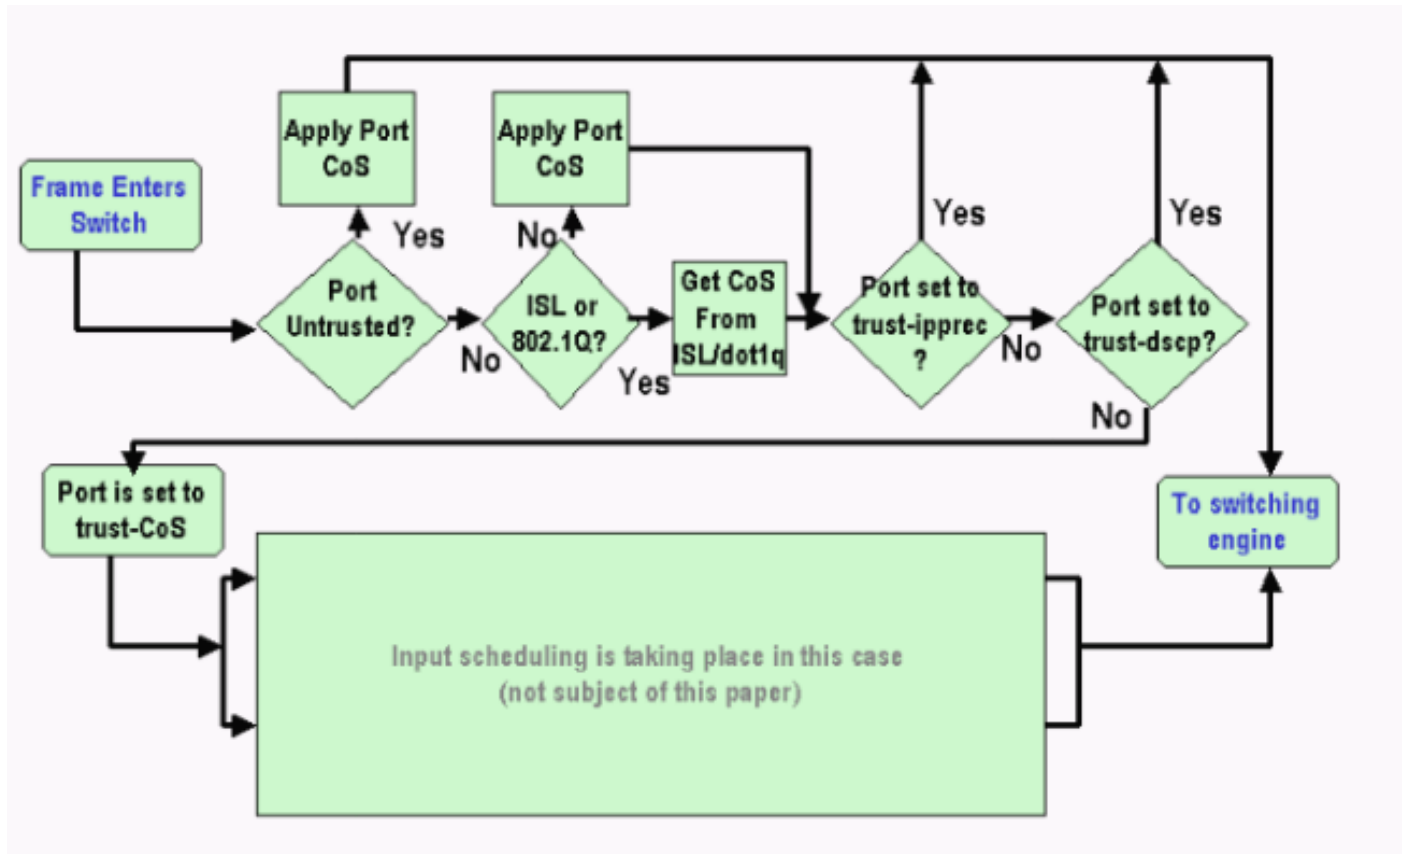 Frame Enters
Switch
Apply Port
CoS
Yes
Port
Untrusted?
No
Apply Port
CoS
No
ISL or
802.1Q?
Yes
Get CoS
From
ISL/dot1q
Port set to
trust-ipprec
?
Yes
No
Port set to
trust-dscp?
Yes
No
Port is set to
trust-CoS
To switching
engine
Input scheduling is taking place in this case
(not subject of this paper)